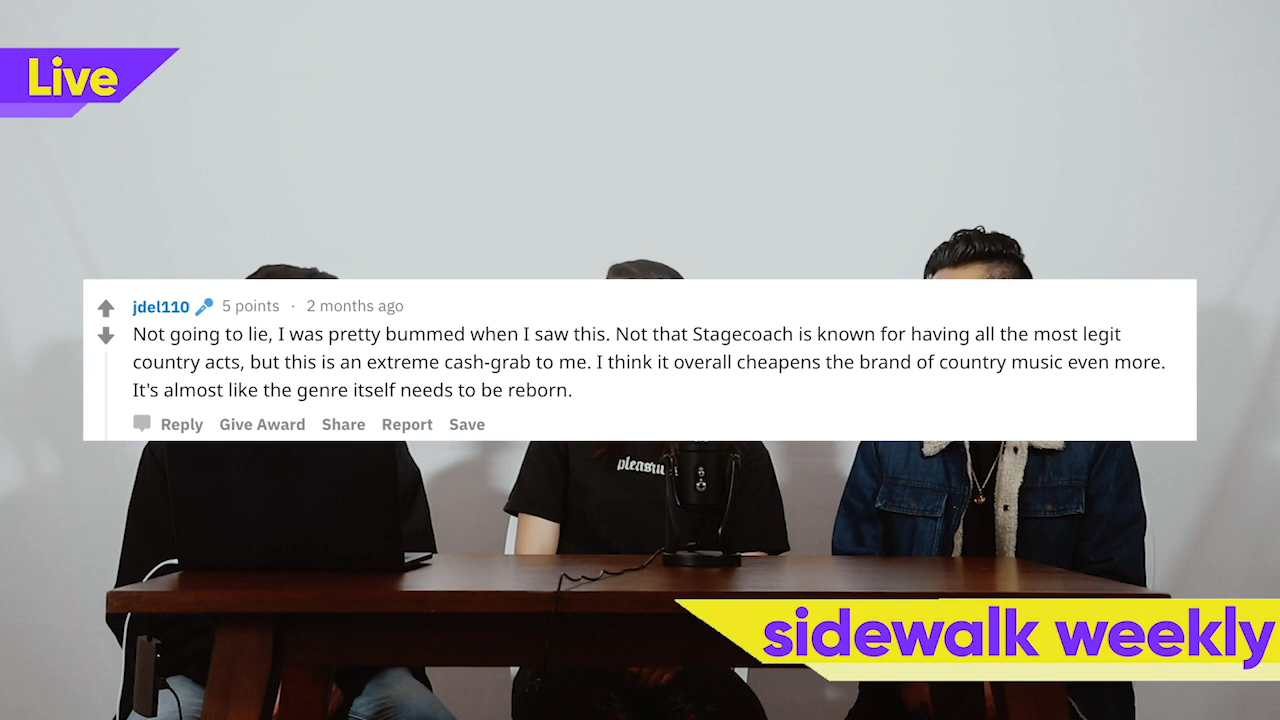 Live
jdel110 5 points · 2 months ago
Not going to lie, I was pretty bummed when I saw this. Not that Stagecoach is known for having all the most legit
country acts, but this is an extreme cash-grab to me. I think it overall cheapens the brand of country music even more.
It's almost like the genre itself needs to be reborn.
Reply Give Award Share Report Save
sidewalk weekly